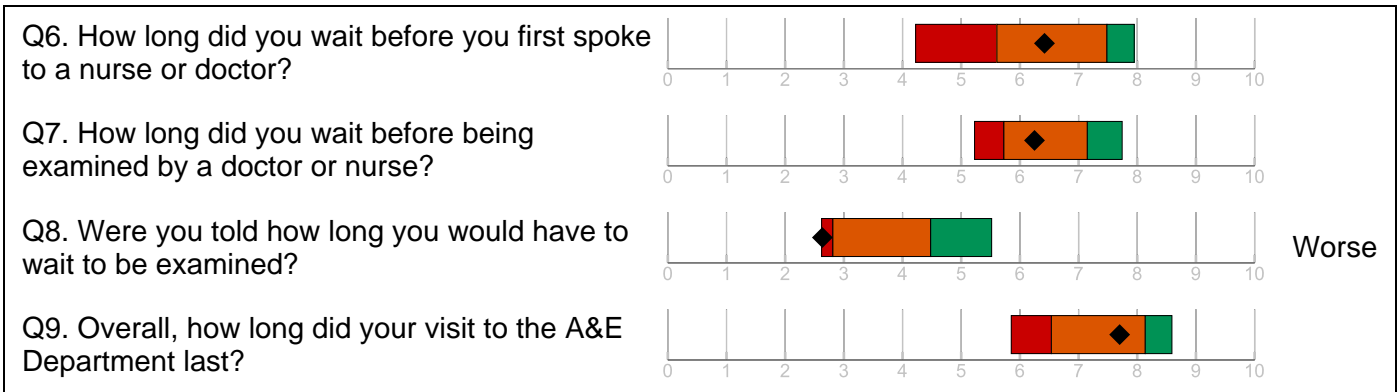 Q6. How long did you wait before you first spoke
to a nurse or doctor?
0 1 2 3 4 5 6 7 8 9 10
Q7. How long did you wait before being
examined by a doctor or nurse?
0 1 2 3 4 5 6 7 8 9 10
Q8. Were you told how long you would have to
wait to be examined?
Worse
0 1 2 3 4 5 6 7 8 9 10
Q9. Overall, how long did your visit to the A&E
Department last?
0 1 2 3 4 5 6 7 8 9 10